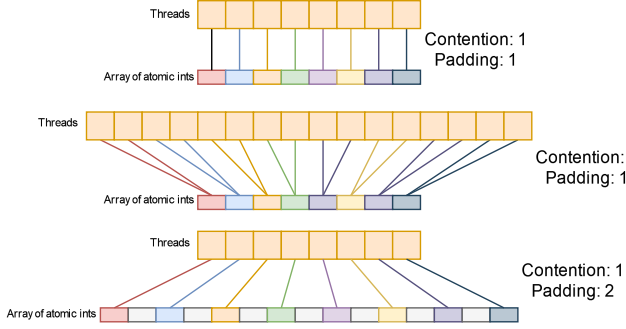 Threads
Contention: 1
Padding: 1
Array of atomic ints
Threads
Contention:
Padding: 1
Array of atomic ints
Threads
Contention: 1
Padding: 2
Array of atomic ints